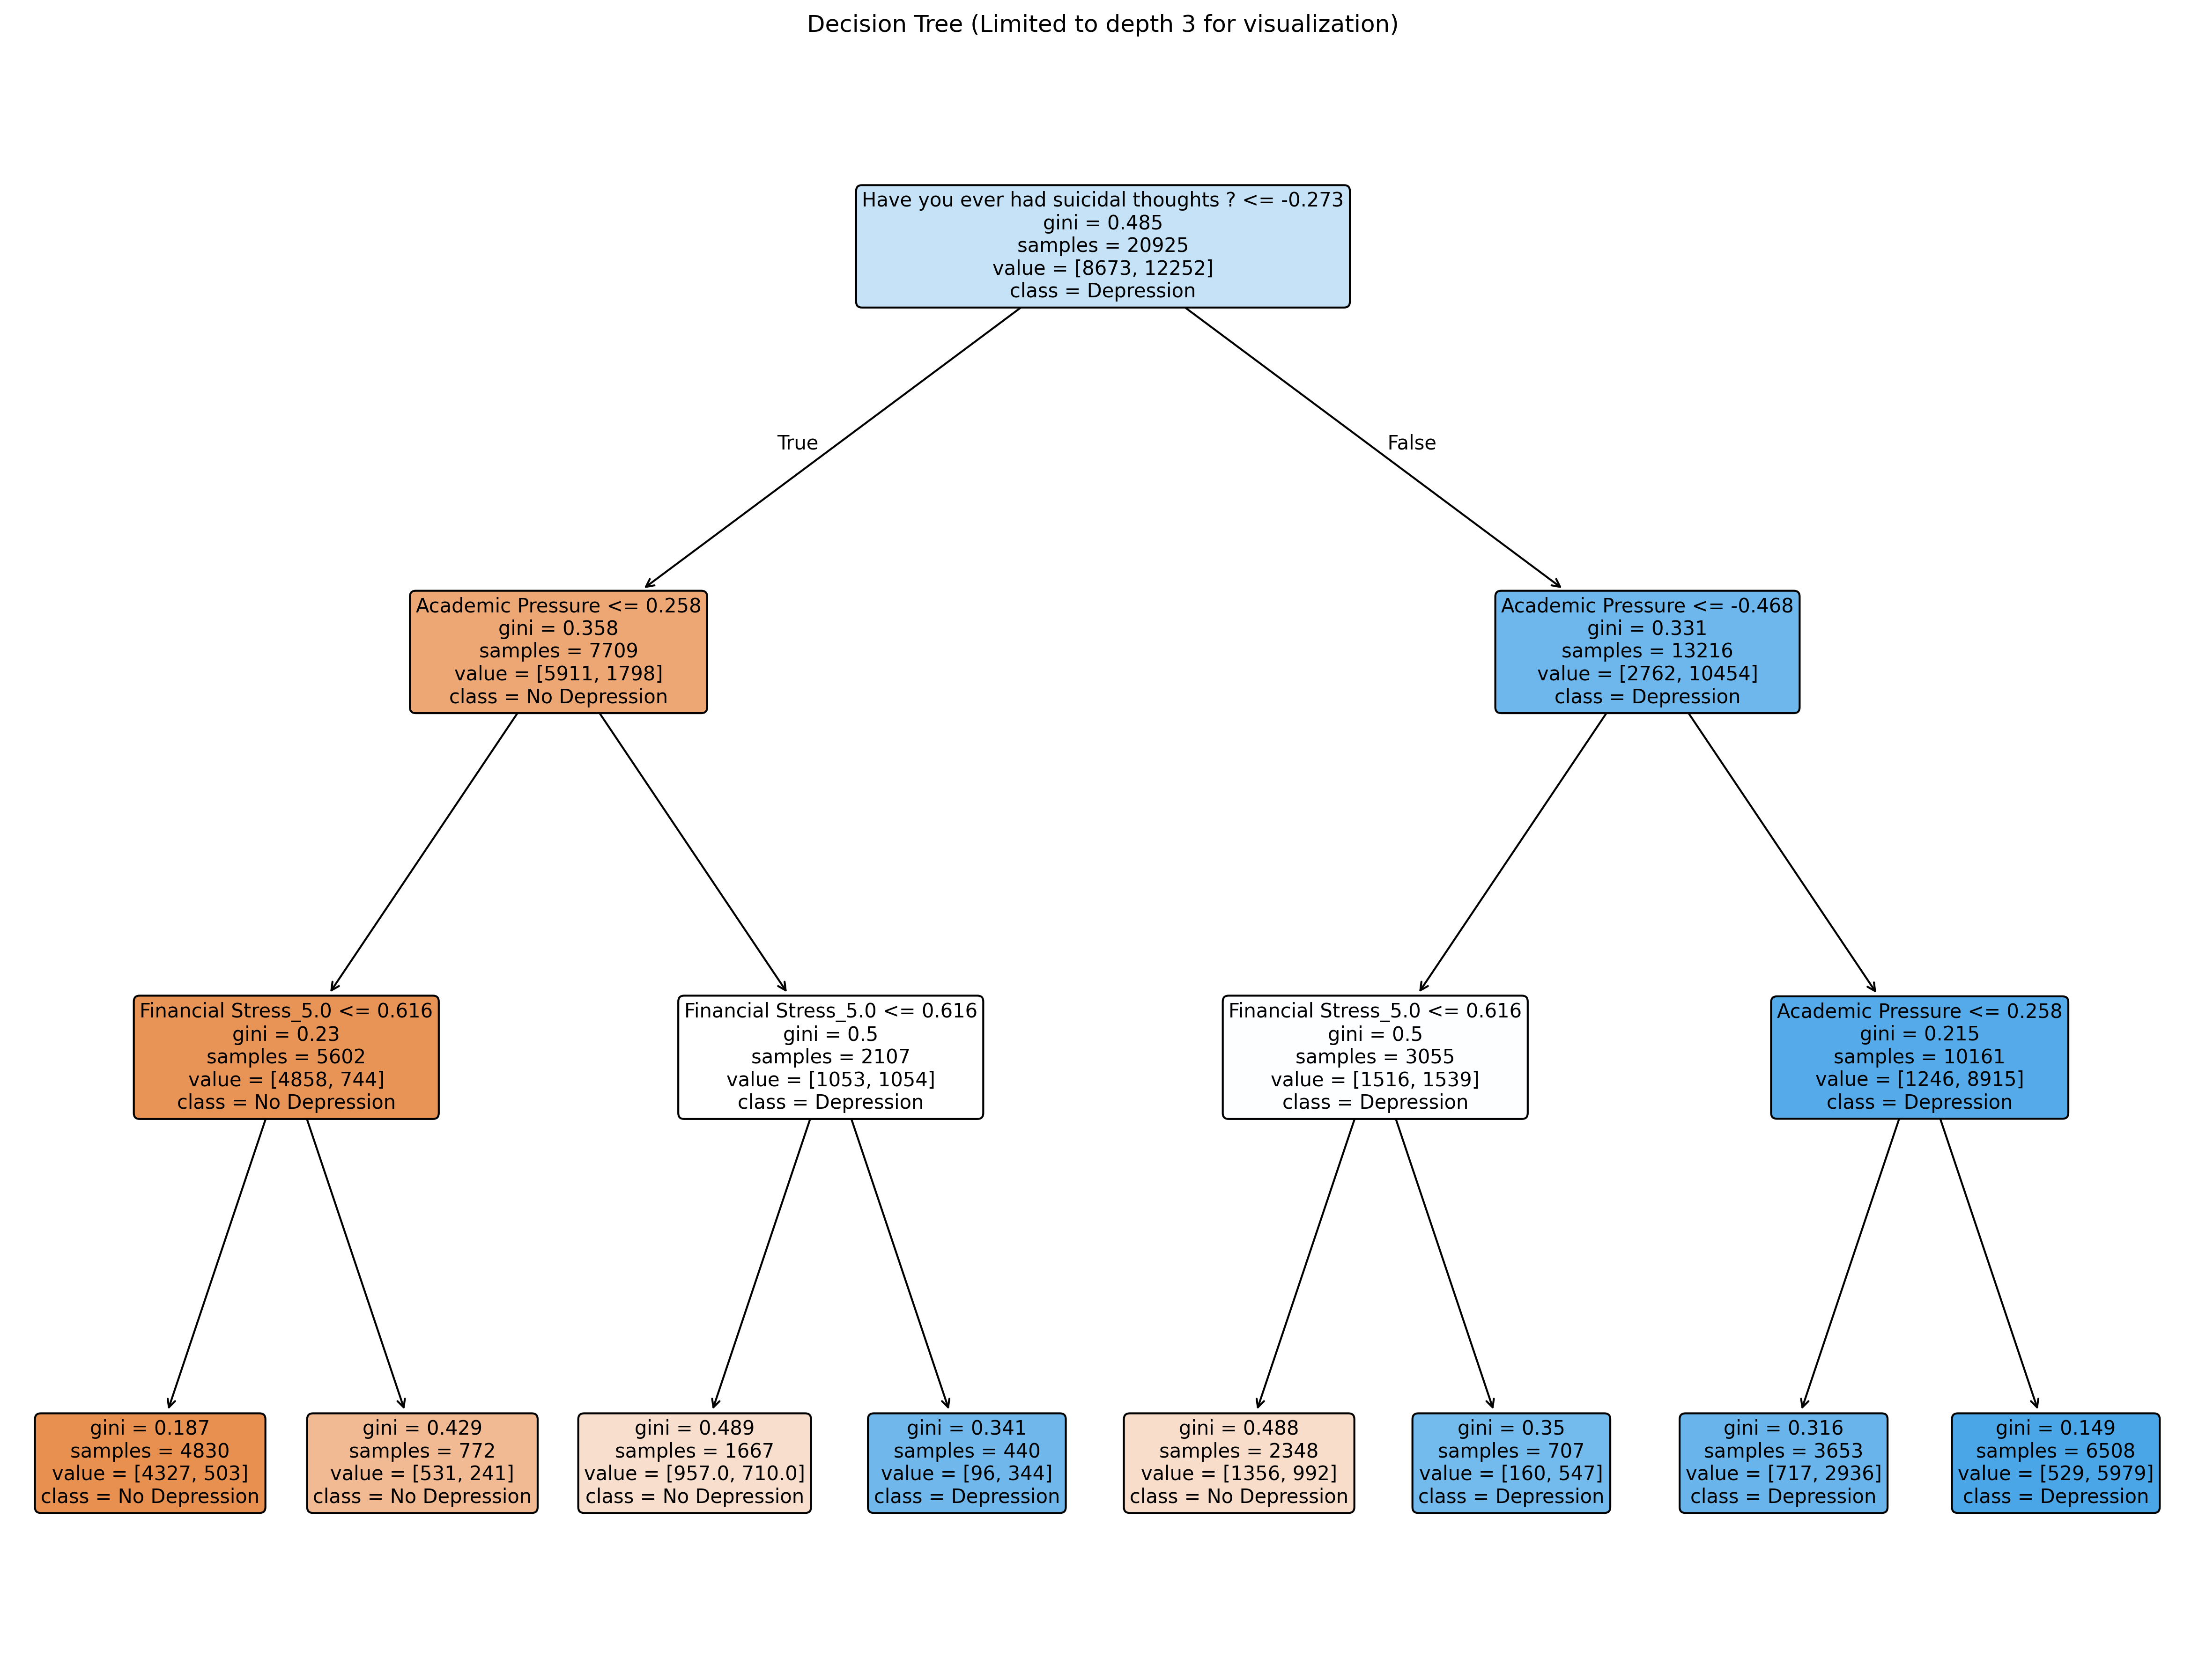 Decision Tree (Limited to depth 3 for visualization)
Have you ever had suicidal thoughts ? <= -0.273
gini = 0.485
samples = 20925
value = [8673, 12252]
class = Depression
True
False
Academic Pressure <= 0.258
gini = 0.358
samples = 7709
value = [5911, 1798]
class = No Depression
Academic Pressure <= -0.468
gini = 0.331
samples = 13216
value = [2762, 10454]
class = Depression
Financial Stress_5.0 <= 0.616
gini = 0.23
samples = 5602
value = [4858, 744]
class = No Depression
Financial Stress_5.0 <= 0.616
gini = 0.5
samples = 2107
value = [1053, 1054]
class = Depression
Financial Stress_5.0 <= 0.616
gini = 0.5
samples = 3055
value = [1516, 1539]
class = Depression
Academic Pressure <= 0.258
gini = 0.215
samples = 10161
value = [1246, 8915]
class = Depression
gini = 0.187
samples = 4830
value = [4327, 503]
class = No Depression
gini = 0.429
samples = 772
value = [531, 241]
class = No Depression
gini = 0.489
samples = 1667
value = [957.0, 710.0]
class = No Depression
gini = 0.341
samples = 440
value = [96, 344]
class = Depression
gini = 0.488
samples = 2348
value = [1356, 992]
class = No Depression
gini = 0.35
samples = 707
value = [160, 547]
class = Depression
gini = 0.316
samples = 3653
value = [717, 2936]
class = Depression
gini = 0.149
samples = 6508
value = [529, 5979]
class = Depression